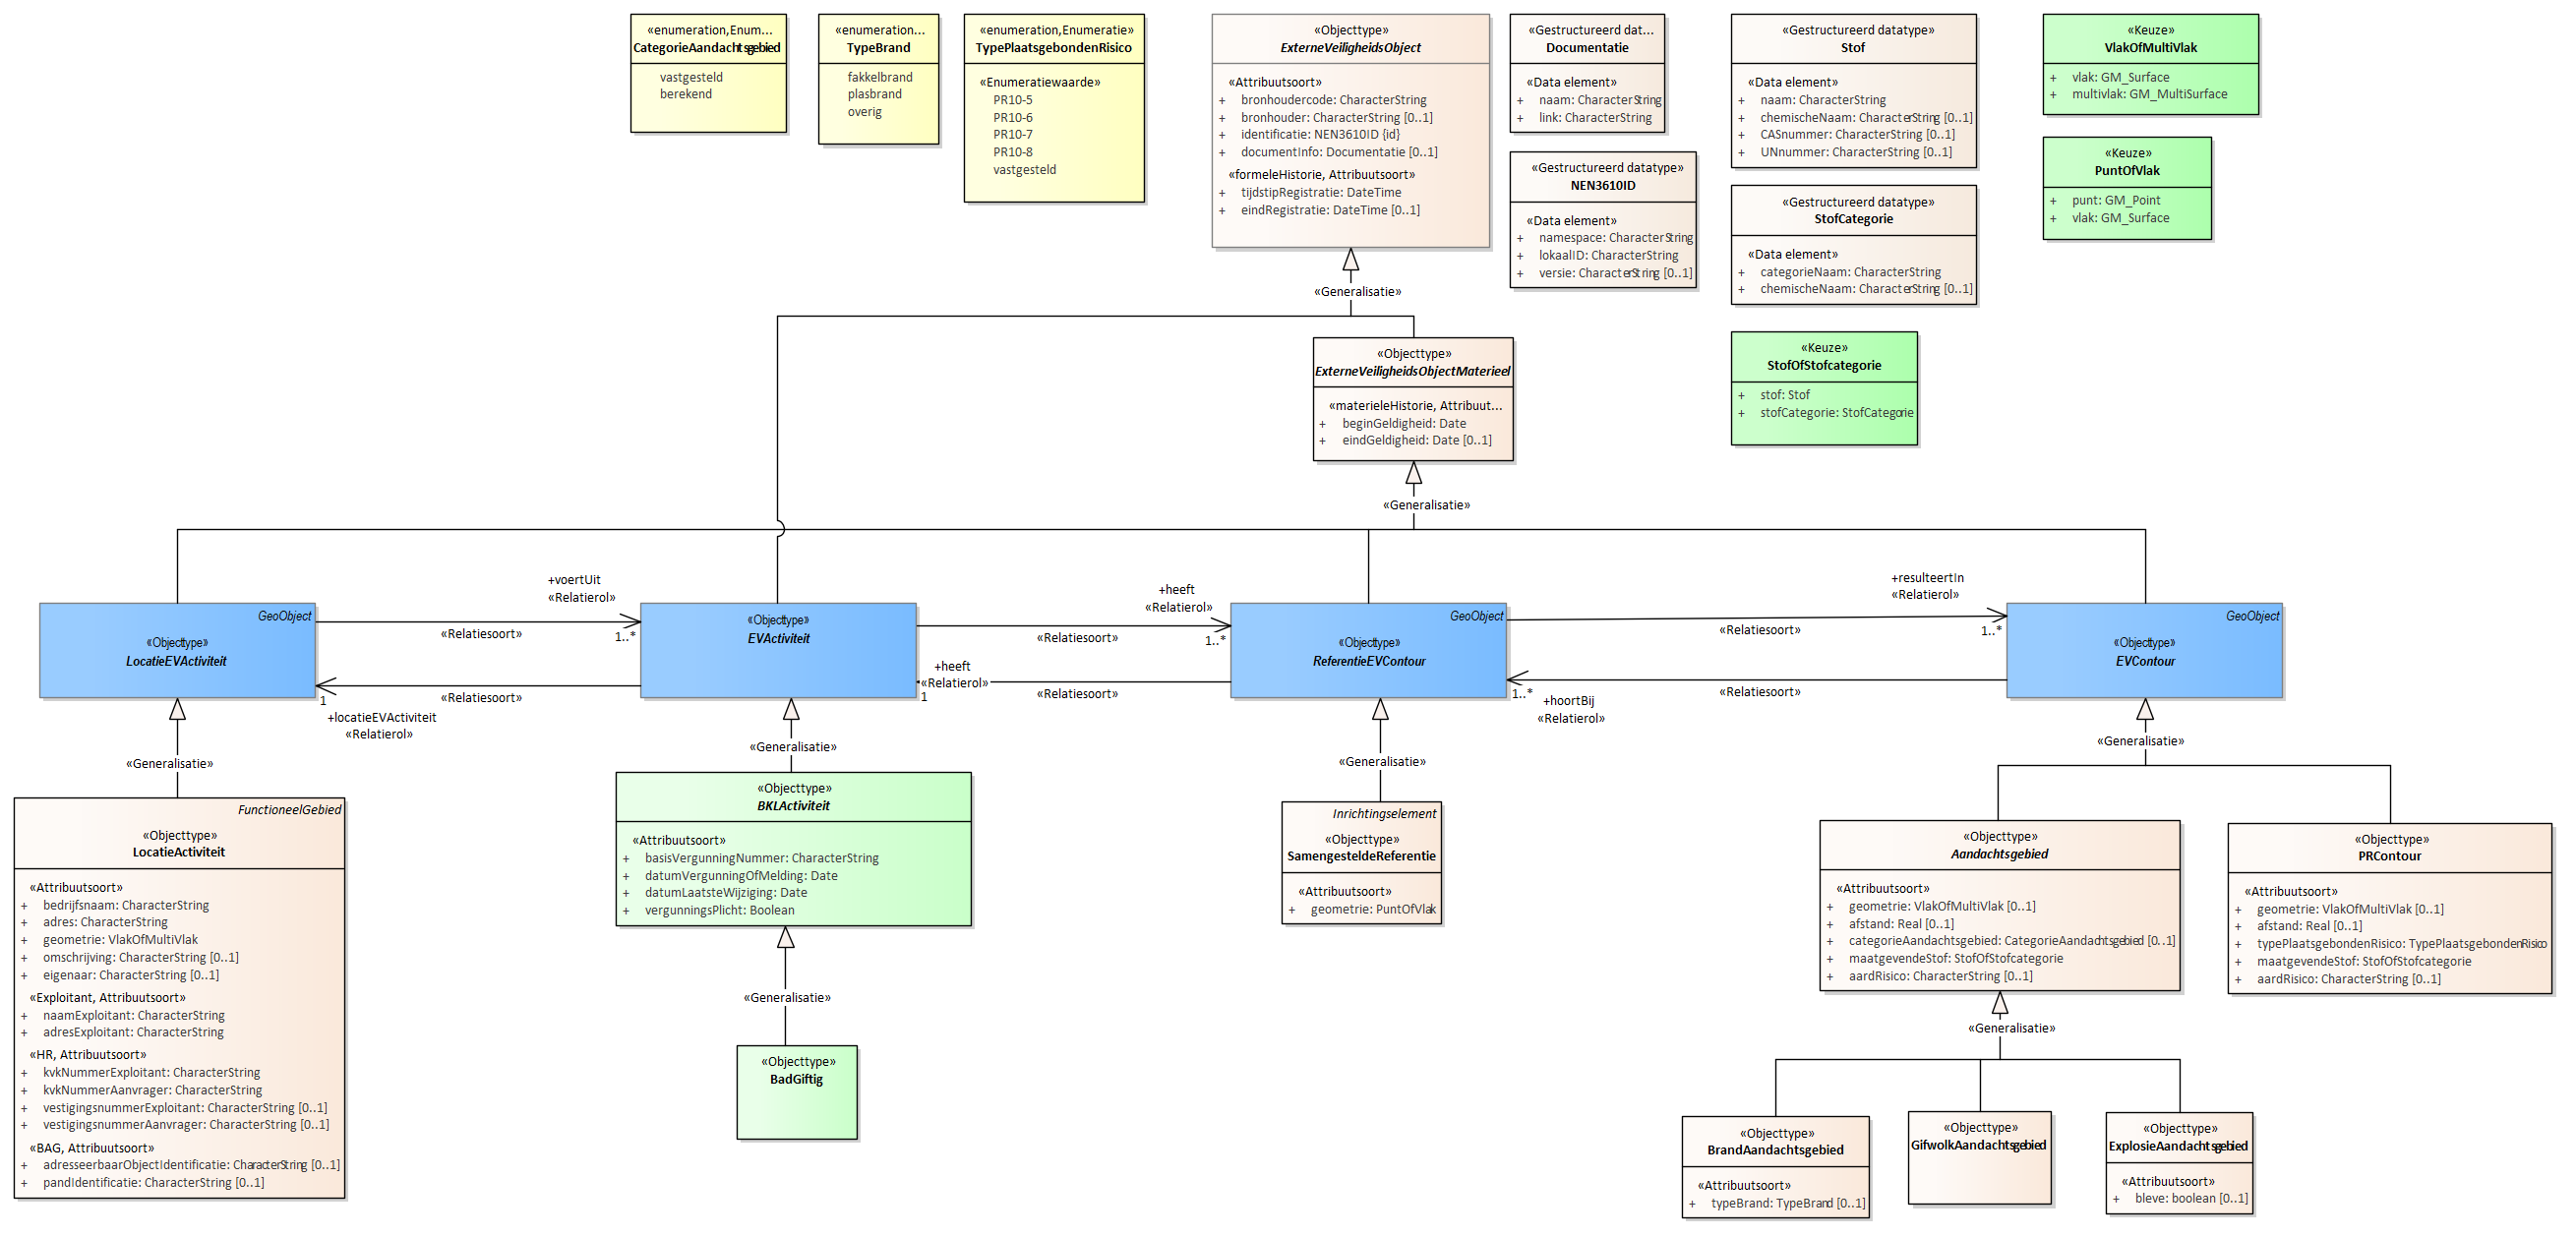 «enumeration,Enum...
CategorieAandachtsgebied
vastgesteld
berekend
«enumeration...
TypeBrand
fakkelbrand
plasbrand
overig
«enumeration,Enumeratie»
TypePlaatsgebondenRisico
«Enumeratiewaarde»
PR10-5
PR10-6
PR10-7
PR10-8
vastgesteld
«Objecttype»
ExterneVeiligheidsObject
«Attribuutsoort»
+ bronhoudercode: CharacterString
+ bronhouder: CharacterString [0..1]
+ identificatie: NEN3610ID {id}
+ documentInfo: Documentatie [0..1]
«formeleHistorie, Attribuutsoort»
+ tijdstipRegistratie: DateTime
+ eindRegistratie: DateTime [0..1]
«Gestructureerd dat...
Documentatie
«Data element»
+ naam: CharacterString
+ link: CharacterString
«Gestructureerd datatype»
NEN3610ID
«Data element»
+ namespace: CharacterString
+ lokaalID: CharacterString
+ versie: CharacterString [0..1]
«Gestructureerd datatype»
Stof
«Data element»
+ naam: CharacterString
+ chemischeNaam: CharacterString [0..1]
+ CASnummer: CharacterString [0..1]
+ UNnummer: CharacterString [0..1]
«Gestructureerd datatype»
StofCategorie
«Data element»
+ categorieNaam: CharacterString
+ chemischeNaam: CharacterString [0..1]
«Keuze»
StofOfStofcategorie
+ stof: Stof
+ stofCategorie: StofCategorie
«Keuze»
VlakOfMultiVlak
+ vlak: GM_Surface
+ multivlak: GM_MultiSurface
«Keuze»
PuntOfVlak
+ punt: GM_Point
+ vlak: GM_Surface
«Generalisatie»
«Objecttype»
ExterneVeiligheidsObjectMaterieel
«materieleHistorie, Attribuut...
+ beginGeldigheid: Date
+ eindGeldigheid: Date [0..1]
«Generalisatie»
GeoObject
«Objecttype»
LocatieEVActiviteit
+voertUit
«Relatierol»
1..*
«Relatiesoort»
«Relatiesoort»
1
+locatieEVActiviteit
«Relatierol»
«Objecttype»
EVActiviteit
+heeft
«Relatierol»
1..*
«Relatiesoort»
+heeft
«Relatierol»
1
«Relatiesoort»
GeoObject
«Objecttype»
ReferentieEVContour
+resulteertIn
«Relatierol»
1..*
«Relatiesoort»
«Relatiesoort»
1..*
+hoortBij
«Relatierol»
GeoObject
«Objecttype»
EVContour
«Generalisatie»
FunctioneelGebied
«Objecttype»
LocatieActiviteit
«Attribuutsoort»
+ bedrijfsnaam: CharacterString
+ adres: CharacterString
+ geometrie: VlakOfMultiVlak
+ omschrijving: CharacterString [0..1]
+ eigenaar: CharacterString [0..1]
«Exploitant, Attribuutsoort»
+ naamExploitant: CharacterString
+ adresExploitant: CharacterString
«HR, Attribuutsoort»
+ kvkNummerExploitant: CharacterString
+ kvkNummerAanvrager: CharacterString
+ vestigingsnummerExploitant: CharacterString [0..1]
+ vestigingsnummerAanvrager: CharacterString [0..1]
«BAG, Attribuutsoort»
+ adresseerbaarObjectIdentificatie: CharacterString [0..1]
+ pandIdentificatie: CharacterString [0..1]
«Generalisatie»
«Objecttype»
BKLActiviteit
«Attribuutsoort»
+ basisVergunningNummer: CharacterString
+ datumVergunningOfMelding: Date
+ datumLaatsteWijziging: Date
+ vergunningsPlicht: Boolean
«Generalisatie»
«Objecttype»
BadGiftig
«Generalisatie»
Inrichtingselement
«Objecttype»
SamengesteldeReferentie
«Attribuutsoort»
+ geometrie: PuntOfVlak
«Generalisatie»
«Objecttype»
Aandachtsgebied
«Attribuutsoort»
+ geometrie: VlakOfMultiVlak [0..1]
+ afstand: Real [0..1]
+ categorieAandachtsgebied: CategorieAandachtsgebied [0..1]
+ maatgevendeStof: StofOfStofcategorie
+ aardRisico: CharacterString [0..1]
«Objecttype»
PRContour
«Attribuutsoort»
+ geometrie: VlakOfMultiVlak [0..1]
+ afstand: Real [0..1]
+ typePlaatsgebondenRisico: TypePlaatsgebondenRisico
+ maatgevendeStof: StofOfStofcategorie
+ aardRisico: CharacterString [0..1]
«Generalisatie»
«Objecttype»
BrandAandachtsgebied
«Attribuutsoort»
+ typeBrand: TypeBrand [0..1]
«Objecttype»
GifwolkAandachtsgebied
«Objecttype»
ExplosieAandachtsgebied
«Attribuutsoort»
+ bleve: boolean [0..1]